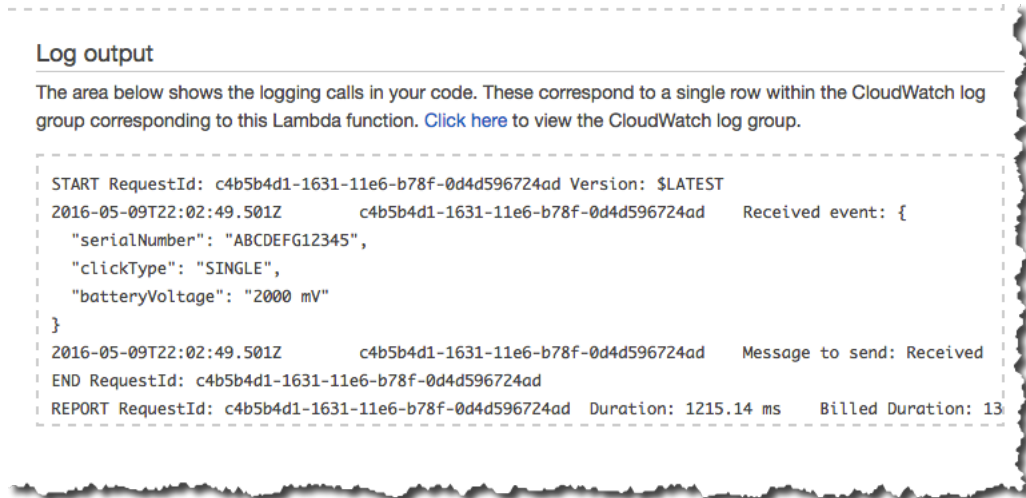 Log output
The area below shows the logging calls in your code. These correspond to a single row within the CloudWatch log
group corresponding to this Lambda function. Click here to view the CloudWatch log group.
START RequestId: c4b5b4d1-1631-11e6-b78f-0d4d596724ad Version: $LATEST
2016-05-09T22:02:49.501Z c4b5b4d1-1631-11e6-b78f-0d4d596724ad Received event: {
"serialNumber": "ABCDEFG12345",
"clickType": "SINGLE",
"batteryVoltage": "2000 mV"
}
2016-05-09T22:02:49.501Z c4b5b4d1-1631-11e6-b78f-0d4d596724ad Message to send: Received
END RequestId: c4b5b4d1-1631-11e6-b78f-0d4d596724ad
REPORT RequestId: c4b5b4d1-1631-11e6-b78f-0d4d596724ad Duration: 1215.14 ms Billed Duration: 13